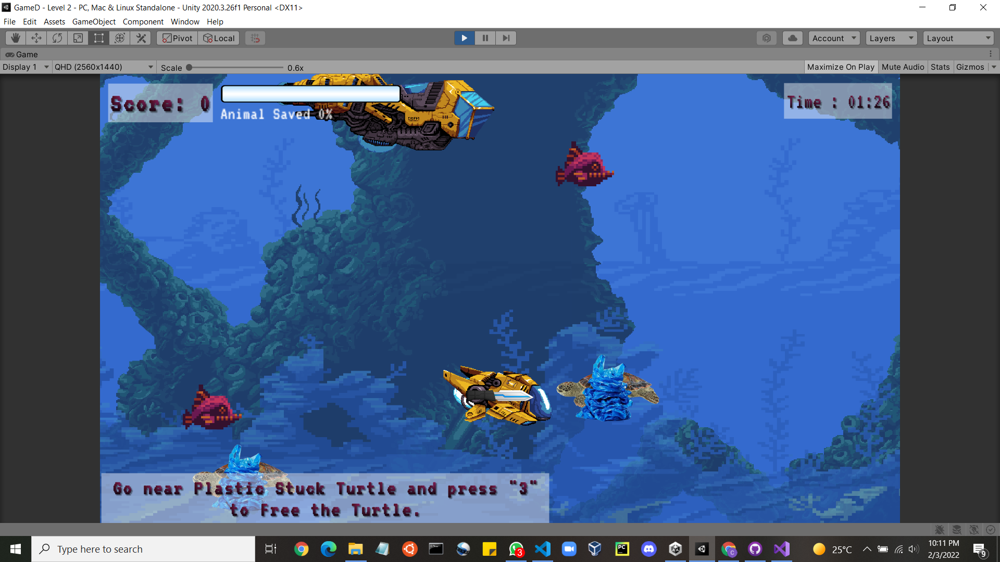 GameD - Level 2 - PC, Mac & Linux Standalone - Unity 2020.3.26f1 Personal <DX11>
File Edit Assets GameObject Component Window Help
Pivot Local Account Layers Layout
Game
Display 1 QHD (2560x1440) Scale 0.6x Maximize On Play Mute Audio Stats Gizmos
Score: 0
Animal Saved 0%
Time : 01:26
Go near Plastic Stuck Turtle and press "3"
to Free the Turtle.
Type here to search
PC
3
C
25°C
10:11 PM
2/3/2022
9